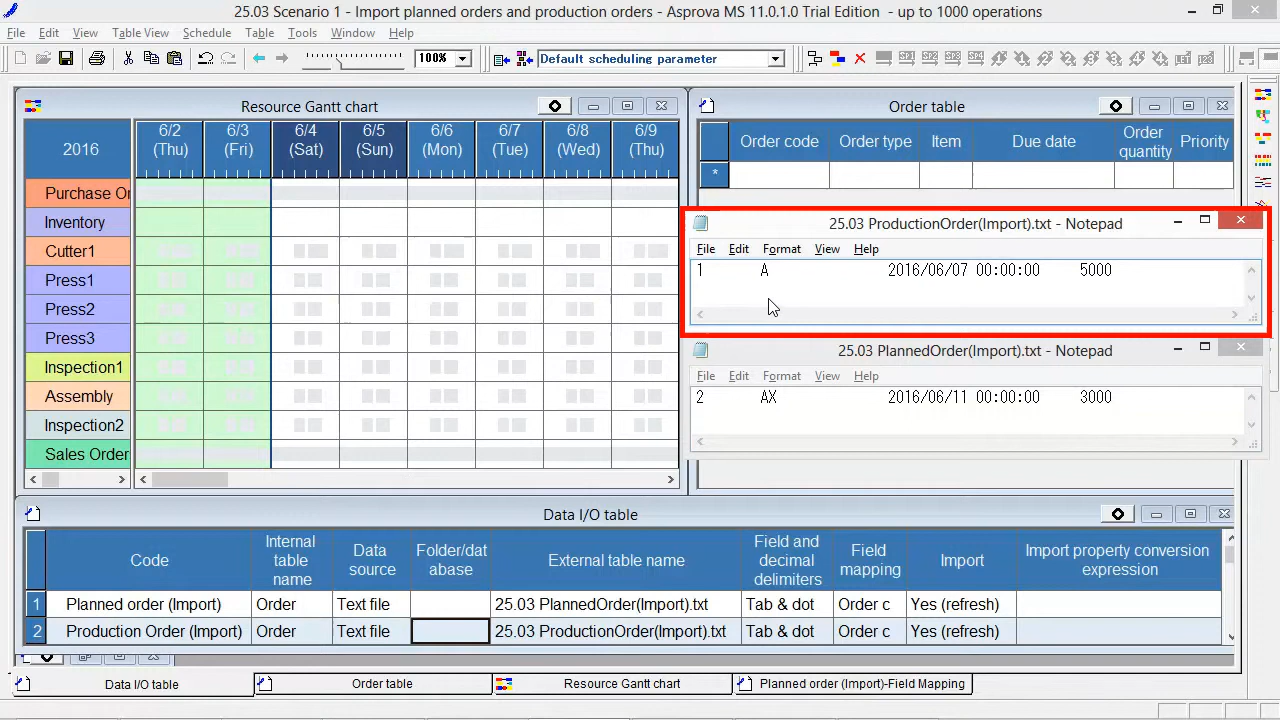 25.03 Scenario 1 - Import planned orders and production orders - Asprova MS 11.0.1.0 Trial Edition - up to 1000 operations
File Edit View Table View Schedule Table Tools Window Help
100% Default scheduling parameter
Resource Gantt chart
2016
6/2 (Thu)
6/3 (Fri)
6/4 (Sat)
6/5 (Sun)
6/6 (Mon)
6/7 (Tue)
6/8 (Wed)
6/9 (Thu)
Purchase Or
Inventory
Cutter1
Press1
Press2
Press3
Inspection1
Assembly
Inspection2
Sales Order
Order table
Order code Order type Item Due date Order quantity Priority
*
25.03 ProductionOrder(Import).txt - Notepad
File Edit Format View Help
1 A 2016/06/07 00:00:00 5000
25.03 PlannedOrder(Import).txt - Notepad
File Edit Format View Help
2 AX 2016/06/11 00:00:00 3000
Data I/O table
Code
Internal table name
Data source
Folder/dat abase
External table name
Field and decimal delimiters
Field mapping
Import
Import property conversion expression
1 Planned order (Import) Order Text file 25.03 PlannedOrder(Import).txt Tab & dot Order c Yes (refresh)
2 Production Order (Import) Order Text file 25.03 ProductionOrder(Import).txt Tab & dot Order c Yes (refresh)
Data I/O table Order table Resource Gantt chart Planned order (Import)-Field Mapping